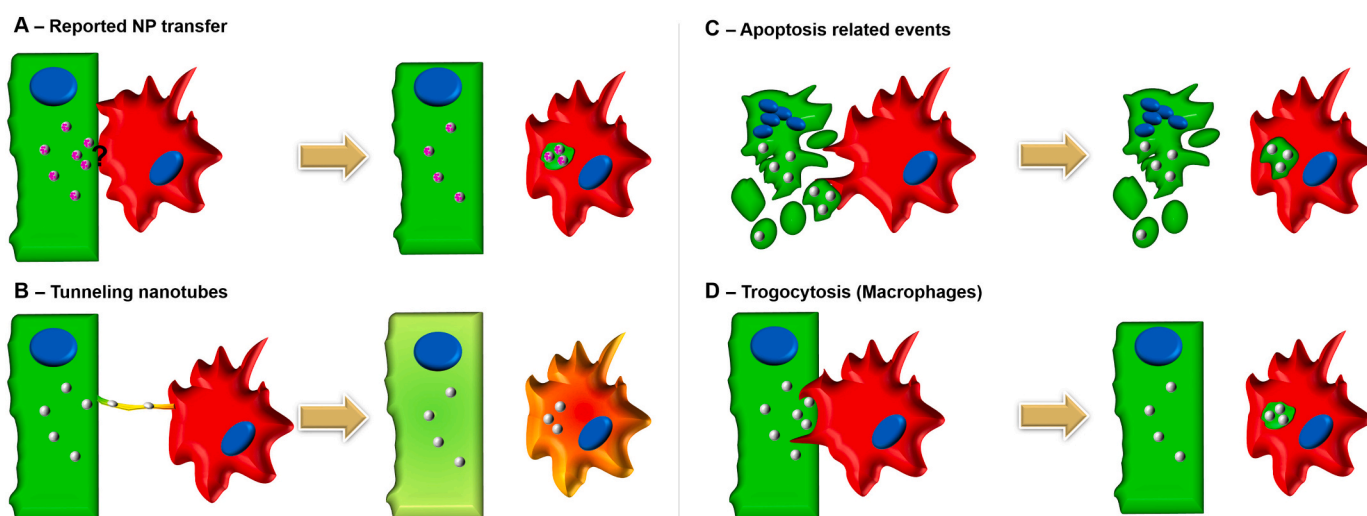 A – Reported NP transfer
?
B – Tunneling nanotubes
C – Apoptosis related events
D – Trogocytosis (Macrophages)